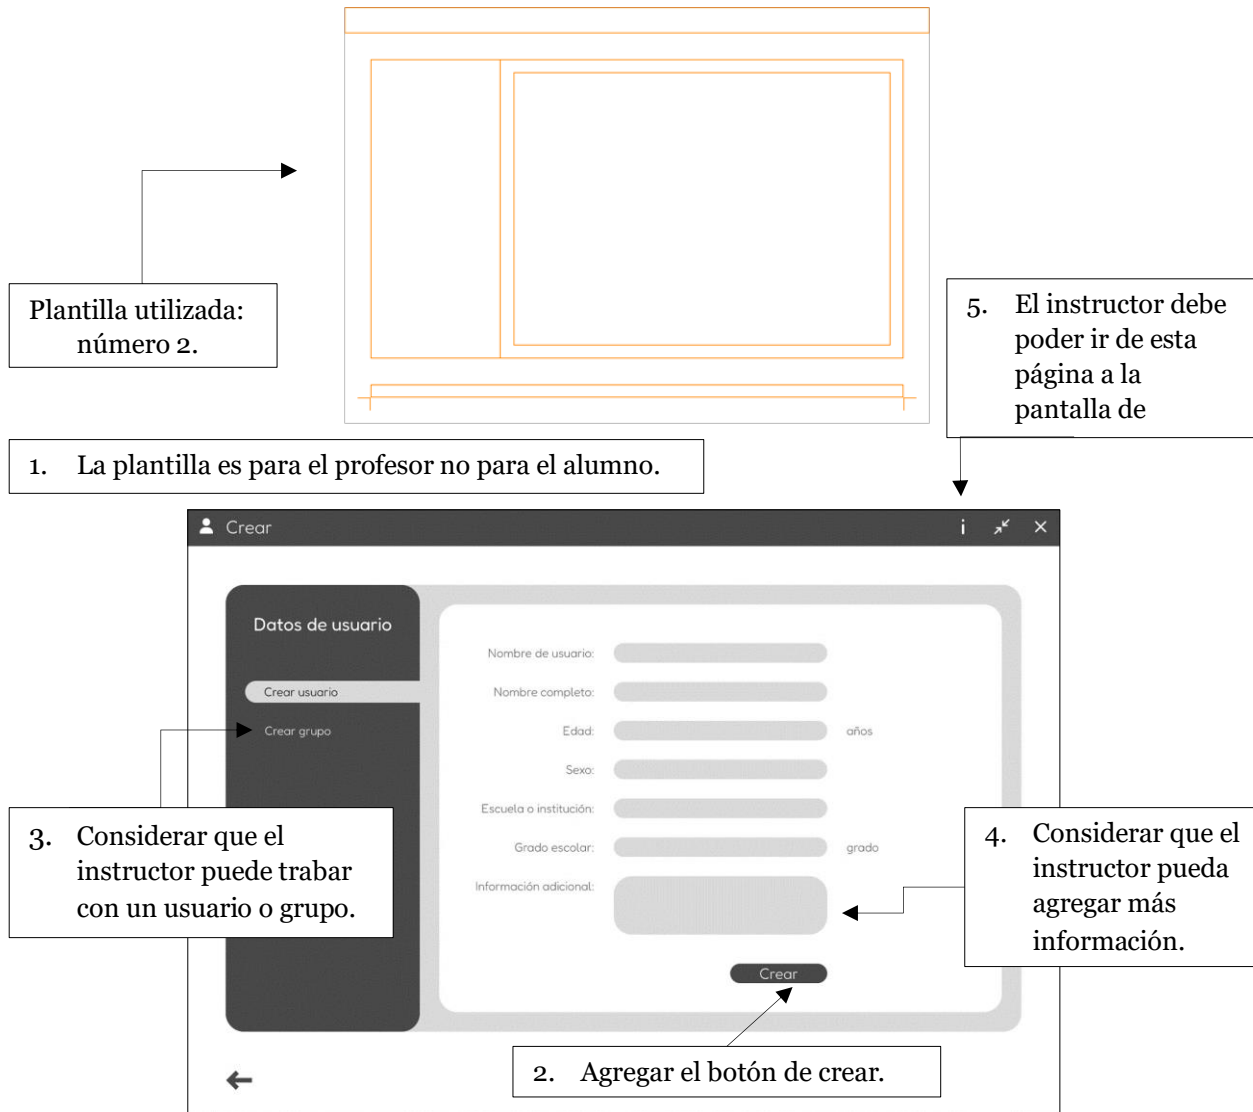 Plantilla utilizada:
número 2.
5. El instructor debe
poder ir de esta
página a la
pantalla de
1. La plantilla es para el profesor no para el alumno.
Crear
i
Datos de usuario
Crear usuario
Crear grupo
Nombre de usuario:
Nombre completo:
Edad:
años
Sexo:
Escuela o institución:
Grado escolar:
grado
Información adicional:
Crear
3. Considerar que el
instructor puede trabar
con un usuario o grupo.
4. Considerar que el
instructor pueda
agregar más
información.
2. Agregar el botón de crear.